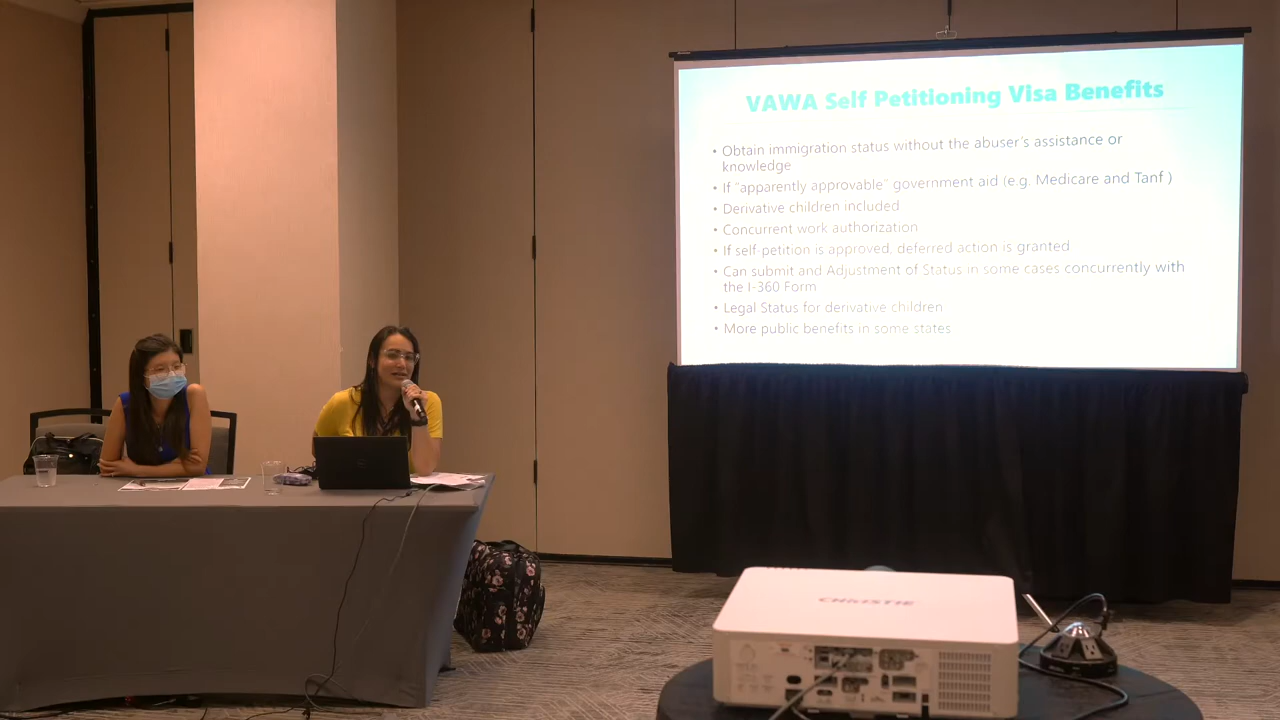 VAWA Self Petitioning Visa Benefits
• Obtain immigration status without the abuser's assistance or
knowledge
• If "apparently approvable" government aid (e.g. Medicare and Tanf )
• Derivative children included
• Concurrent work authorization
• If self-petition is approved, deferred action is granted
• Can submit and Adjustment of Status in some cases concurrently with
the I-360 Form
• Legal Status for derivative children
• More public benefits in some states
CHRISTIE